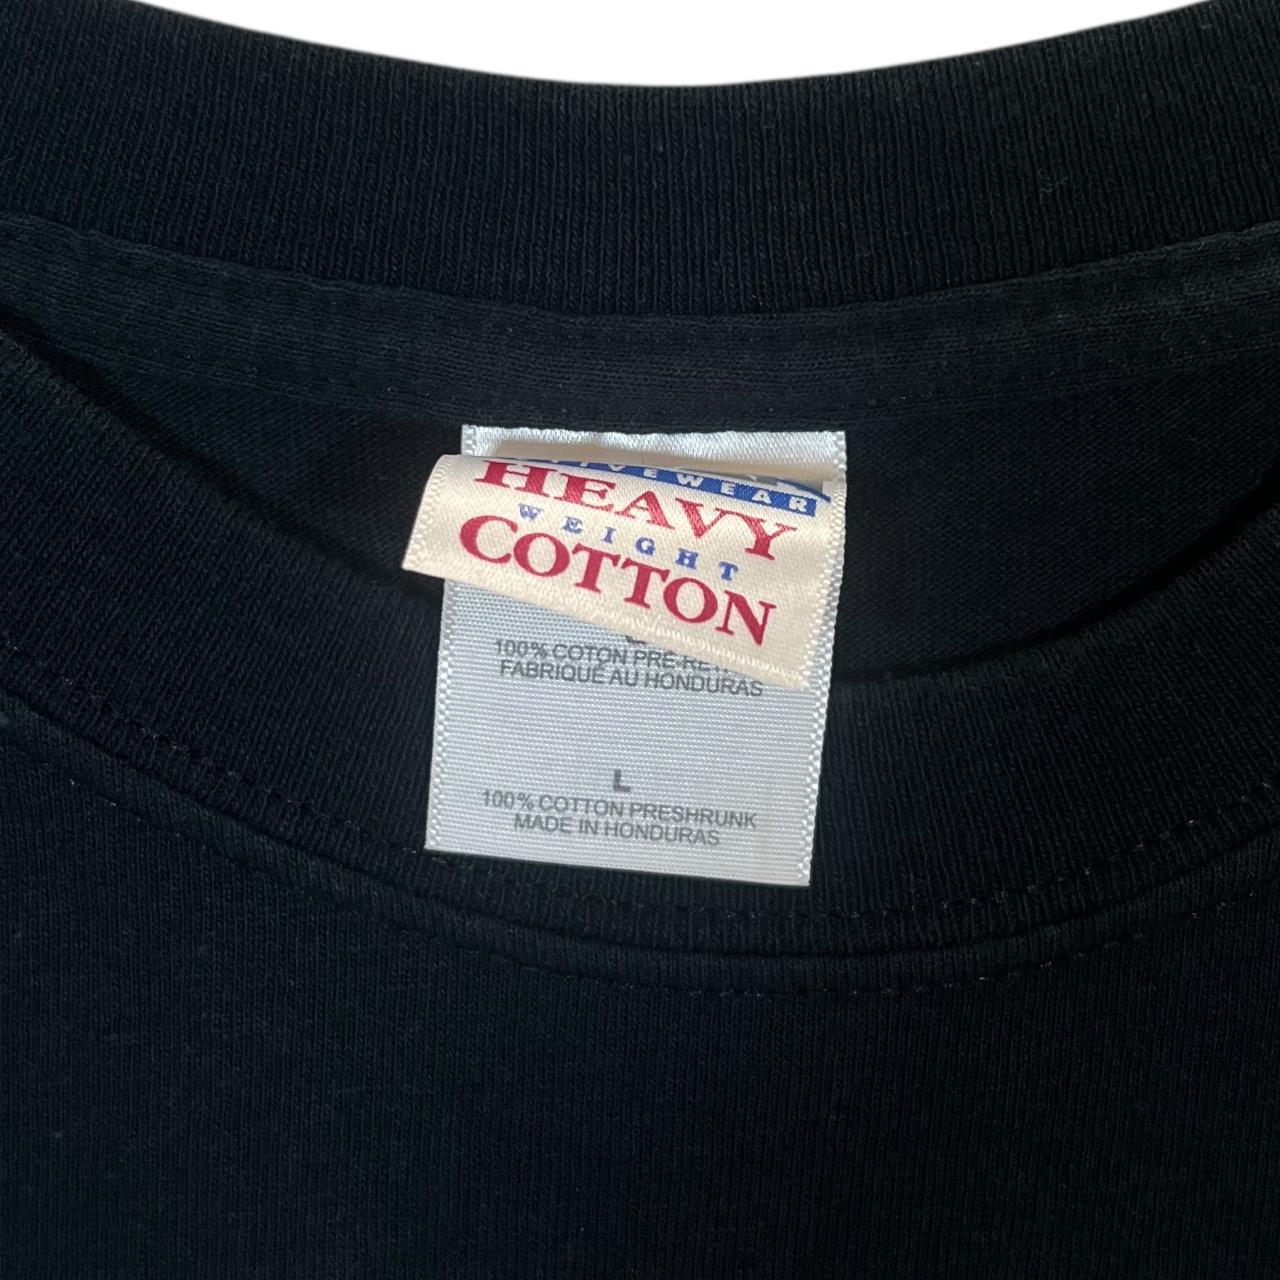 HEAVY
WEIGHT
COTTON
100% COTON PRE-RE
FABRIQUÉ AU HONDURAS
L
100% COTTON PRESHRUNK
MADE IN HONDURAS